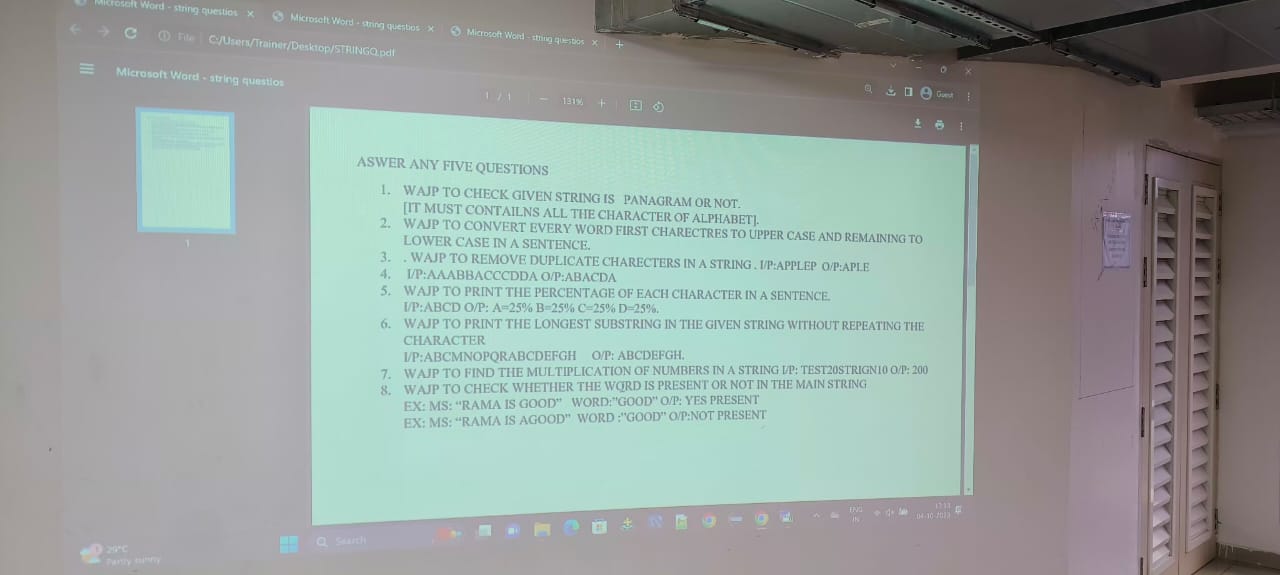 Microsoft Word - string questios
Microsoft Word - string questios
Microsoft Word - string questios
File C:/Users/Trainer/Desktop/STRINGQ.pdf
Guest
Microsoft Word - string questios
1 / 1
131%
1
ASWER ANY FIVE QUESTIONS
1. WAJP TO CHECK GIVEN STRING IS PANAGRAM OR NOT.
[IT MUST CONTAILNS ALL THE CHARACTER OF ALPHABET].
2. WAJP TO CONVERT EVERY WORD FIRST CHARECTRES TO UPPER CASE AND REMAINING TO
LOWER CASE IN A SENTENCE.
3. . WAJP TO REMOVE DUPLICATE CHARECTERS IN A STRING . I/P:APPLEP O/P:APLE
4. I/P:AAABBACCCDDA O/P:ABACDA
5. WAJP TO PRINT THE PERCENTAGE OF EACH CHARACTER IN A SENTENCE.
I/P:ABCD O/P: A=25% B=25% C=25% D=25%.
6. WAJP TO PRINT THE LONGEST SUBSTRING IN THE GIVEN STRING WITHOUT REPEATING THE
CHARACTER
I/P:ABCMNOPQRABCDEFGH O/P: ABCDEFGH.
7. WAJP TO FIND THE MULTIPLICATION OF NUMBERS IN A STRING I/P: TEST20STRIGN10 O/P: 200
8. WAJP TO CHECK WHETHER THE WORD IS PRESENT OR NOT IN THE MAIN STRING
EX: MS: “RAMA IS GOOD” WORD:”GOOD” O/P: YES PRESENT
EX: MS: “RAMA IS AGOOD” WORD :”GOOD” O/P:NOT PRESENT
29°C
Partly sunny
Search
ENG
IN
04-10-2023